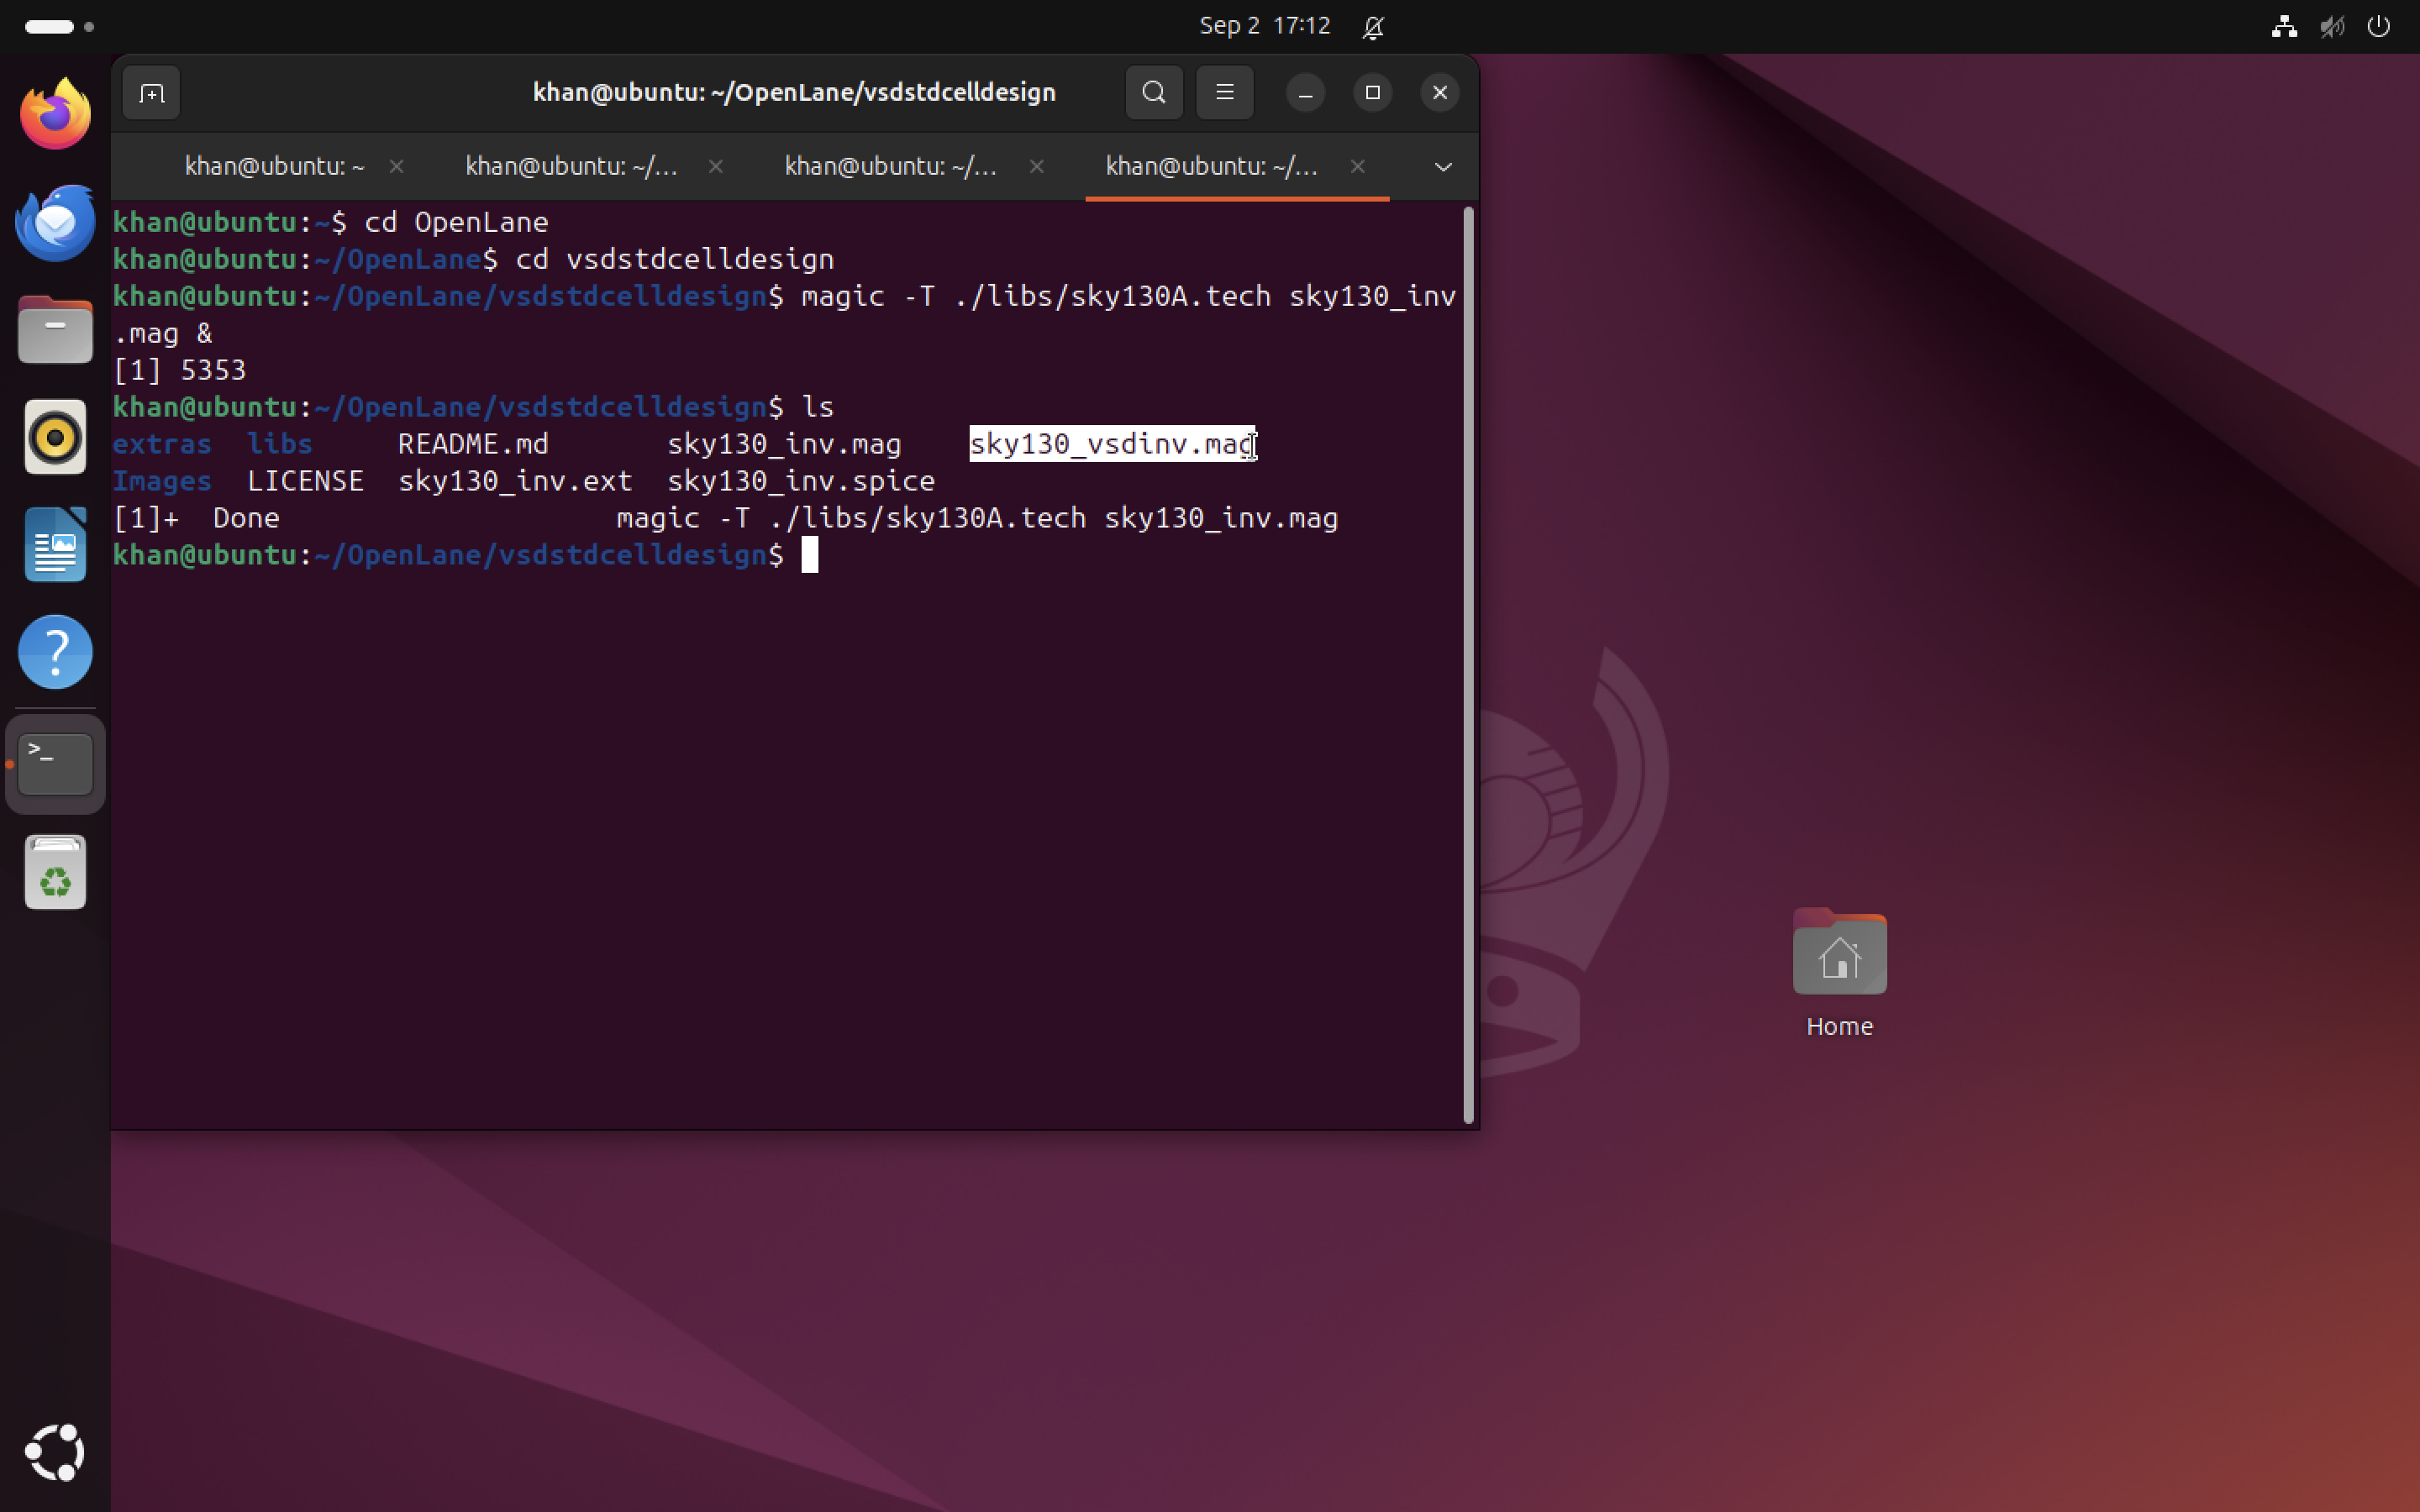 Sep 2 17:12
khan@ubuntu: ~/OpenLane/vsdstdcelldesign
khan@ubuntu: ~ khan@ubuntu: ~/... khan@ubuntu: ~/... khan@ubuntu: ~/...
khan@ubuntu:~$ cd OpenLane
khan@ubuntu:~/OpenLane$ cd vsdstdcelldesign
khan@ubuntu:~/OpenLane/vsdstdcelldesign$ magic -T ./libs/sky130A.tech sky130_inv
.mag &
[1] 5353
khan@ubuntu:~/OpenLane/vsdstdcelldesign$ ls
extras libs README.md sky130_inv.mag sky130_vsdinv.mag
Images LICENSE sky130_inv.ext sky130_inv.spice
[1]+ Done magic -T ./libs/sky130A.tech sky130_inv.mag
khan@ubuntu:~/OpenLane/vsdstdcelldesign$
Home